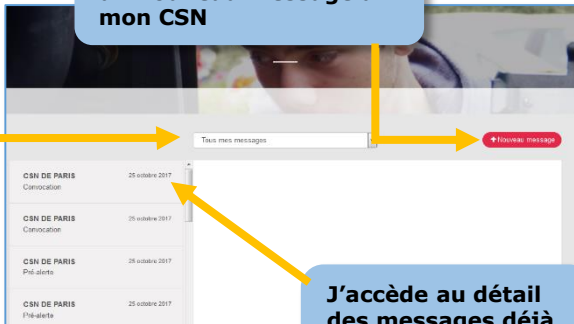 mon CSN
Tous mes messages
+Nouveau message
CSN DE PARIS 25 octobre 2017
Convocation
CSN DE PARIS 25 octobre 2017
Convocation
CSN DE PARIS 25 octobre 2017
Pré-alerte
CSN DE PARIS 25 octobre 2017
Pré-alerte
J'accède au détail
des messages déjà